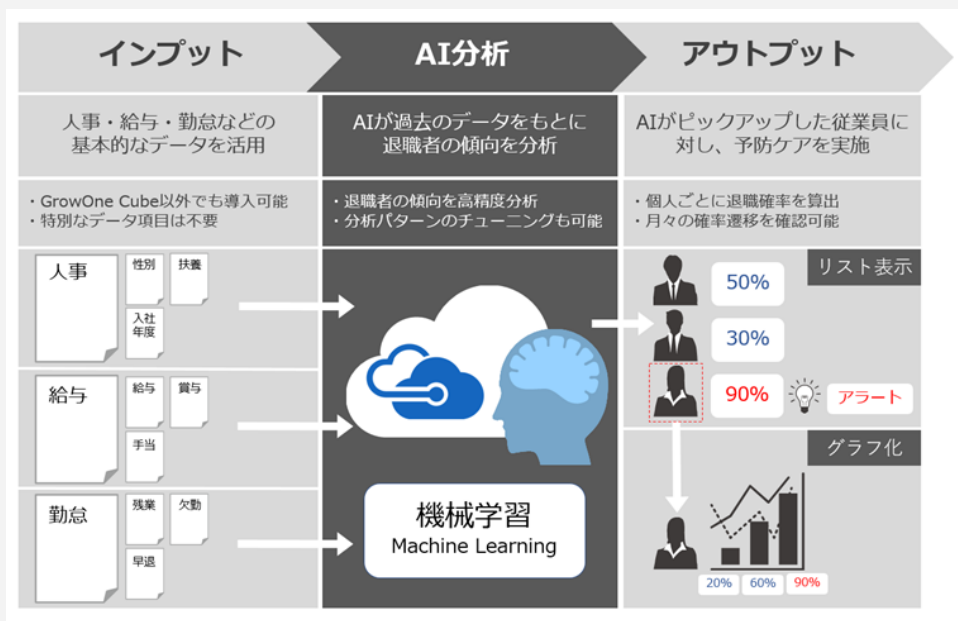 インプット
AI分析
アウトプット
人事・給与・勤怠などの
基本的なデータを活用
AIが過去のデータをもとに
退職者の傾向を分析
AIがピックアップした従業員に
対し、予防ケアを実施
・GrowOne Cube以外でも導入可能
・特別なデータ項目は不要
・退職者の傾向を高精度分析
・分析パターンのチューニングも可能
・個人ごとに退職確率を算出
・月々の確率遷移を確認可能
人事
性別
扶養
入社
年度
給与
給与
賞与
手当
勤怠
残業
欠勤
早退
機械学習
Machine Learning
リスト表示
50%
30%
90%
アラート
グラフ化
20%
60%
90%